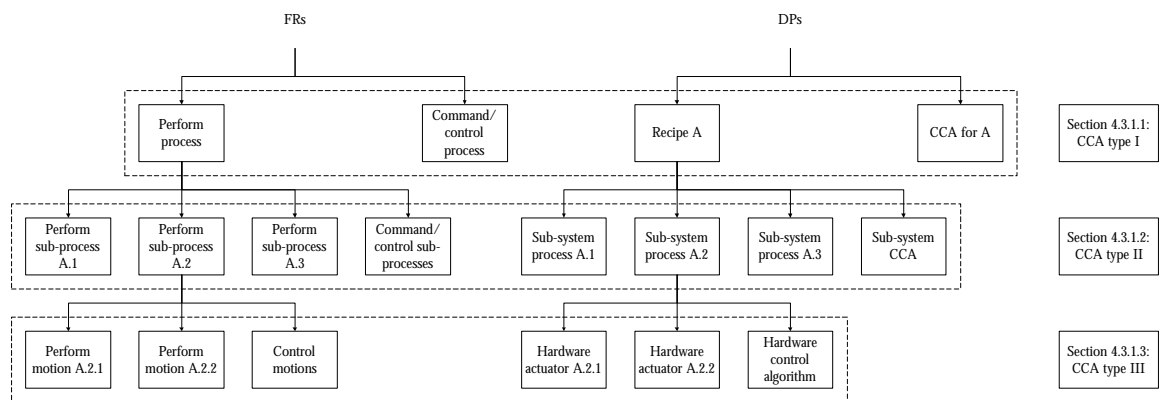 FRs
DPs
Perform
process
Command/
control
process
Recipe A
CCA for A
Section 4.3.1.1:
CCA type I
Perform
sub-process
A.1
Perform
sub-process
A.2
Perform
sub-process
A.3
Command/
control sub-
processes
Sub-system
process A.1
Sub-system
process A.2
Sub-system
process A.3
Sub-system
CCA
Section 4.3.1.2:
CCA type II
Perform
motion A.2.1
Perform
motion A.2.2
Control
motions
Hardware
actuator A.2.1
Hardware
actuator A.2.2
Hardware
control
algorithm
Section 4.3.1.3:
CCA type III